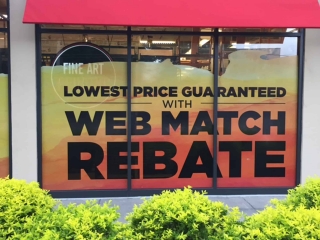 FINE ART
LOWEST PRICE GUARANTEED
WITH
WEB MATCH
REBATE